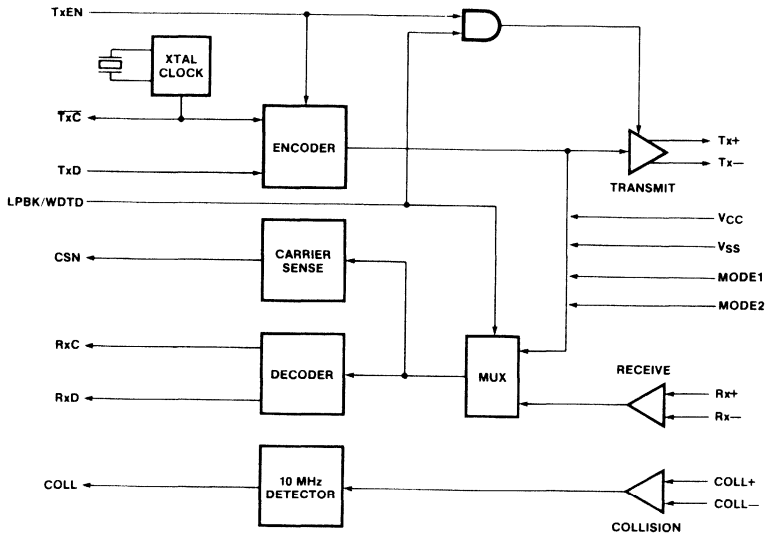 TxEN
XTAL
CLOCK
TxC
ENCODER
Tx+
Tx—
TxD
TRANSMIT
LPBK/WDTD
VCC
CSN
CARRIER
SENSE
VSS
MODE1
MODE2
RxC
DECODER
MUX
RECEIVE
Rx+
RxD
Rx—
COLL
10 MHz
DETECTOR
COLL+
COLL—
COLLISION